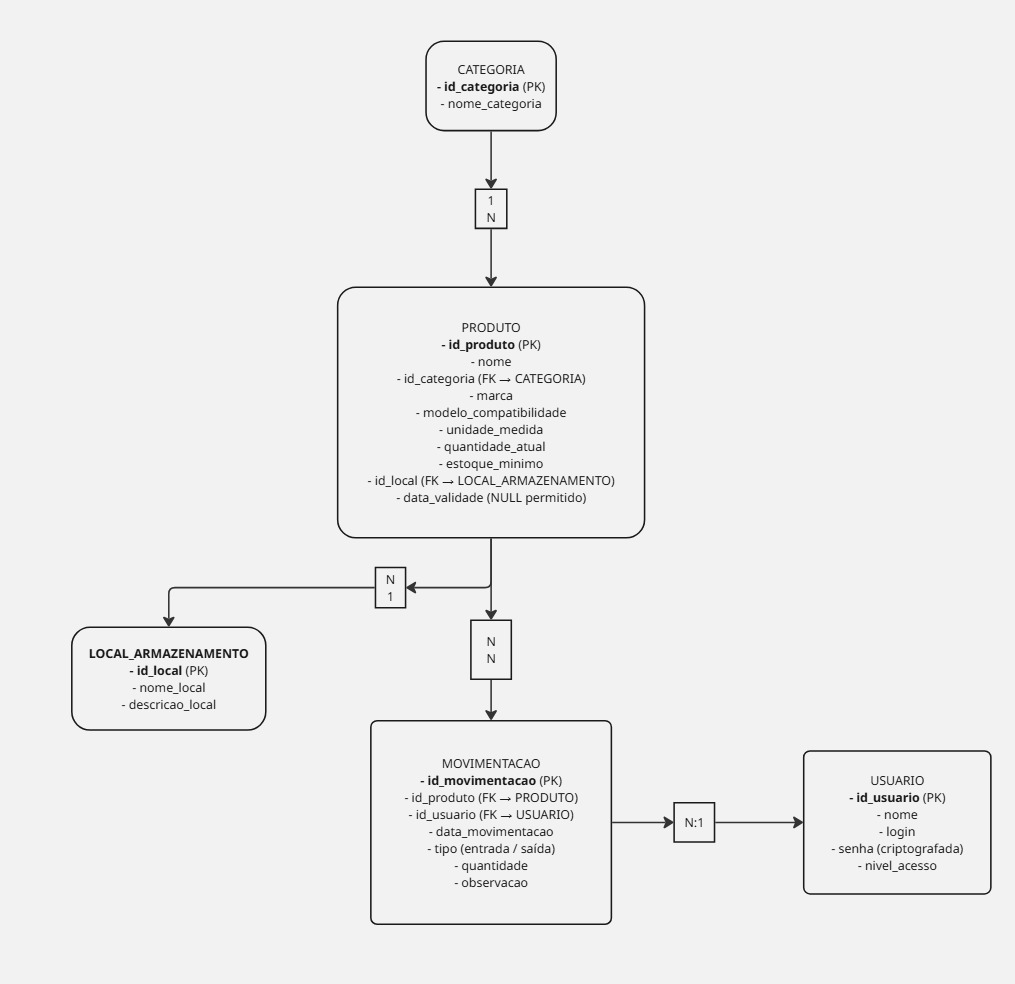 CATEGORIA
- id_categoria (PK)
- nome_categoria
1
N
PRODUTO
- id_produto (PK)
- nome
- id_categoria (FK → CATEGORIA)
- marca
- modelo_compatibilidade
- unidade_medida
- quantidade_atual
- estoque_minimo
- id_local (FK → LOCAL_ARMAZENAMENTO)
- data_validade (NULL permitido)
N
1
LOCAL_ARMAZENAMENTO
- id_local (PK)
- nome_local
- descricao_local
N
N
MOVIMENTACAO
- id_movimentacao (PK)
- id_produto (FK → PRODUTO)
- id_usuario (FK → USUARIO)
- data_movimentacao
- tipo (entrada / saída)
- quantidade
- observacao
N:1
USUARIO
- id_usuario (PK)
- nome
- login
- senha (criptografada)
- nivel_acesso